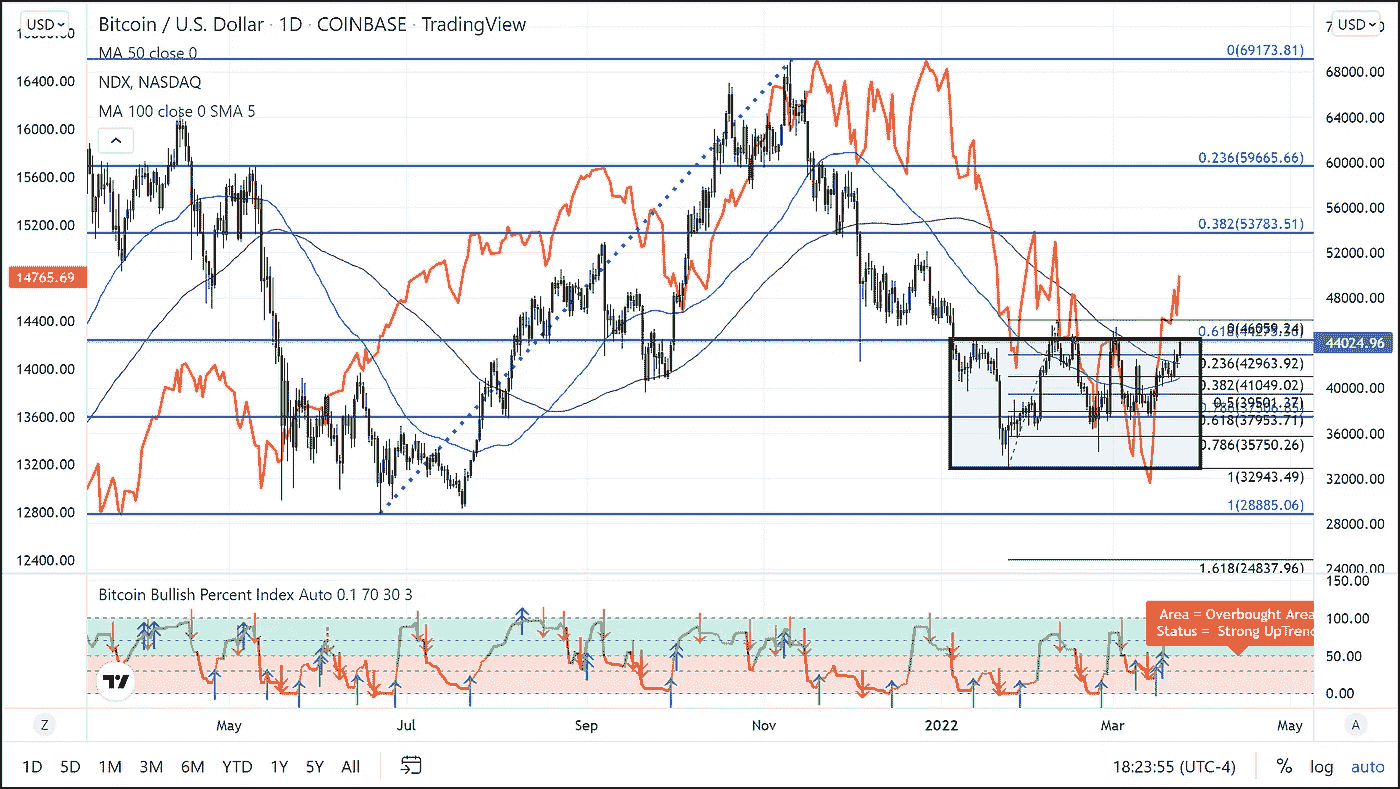 USD
Bitcoin / U.S. Dollar · 1D · COINBASE · TradingView
USD
MA 50 close 0
NDX, NASDAQ
MA 100 close 0 SMA 5
16400.00
16000.00
15600.00
15200.00
14765.69
14400.00
14000.00
13600.00
13200.00
12800.00
12400.00
0(69173.81)
0.236(59665.66)
0.382(53783.51)
0(46059.24)
0.236(42963.92)
0.382(41049.02)
0.5(39501.37)
0.618(37953.71)
0.786(35750.26)
1(32943.49)
1(28885.06)
1.618(24837.96)
68000.00
64000.00
60000.00
56000.00
52000.00
48000.00
44024.96
40000.00
36000.00
32000.00
28000.00
24000.00
Bitcoin Bullish Percent Index Auto 0.1 70 30 3
Area = Overbought Area
Status = Strong UpTren
150.00
100.00
50.00
0.00
Z
May
Jul
Sep
Nov
2022
Mar
May
A
1D 5D 1M 3M 6M YTD 1Y 5Y All
18:23:55 (UTC-4)
% log auto